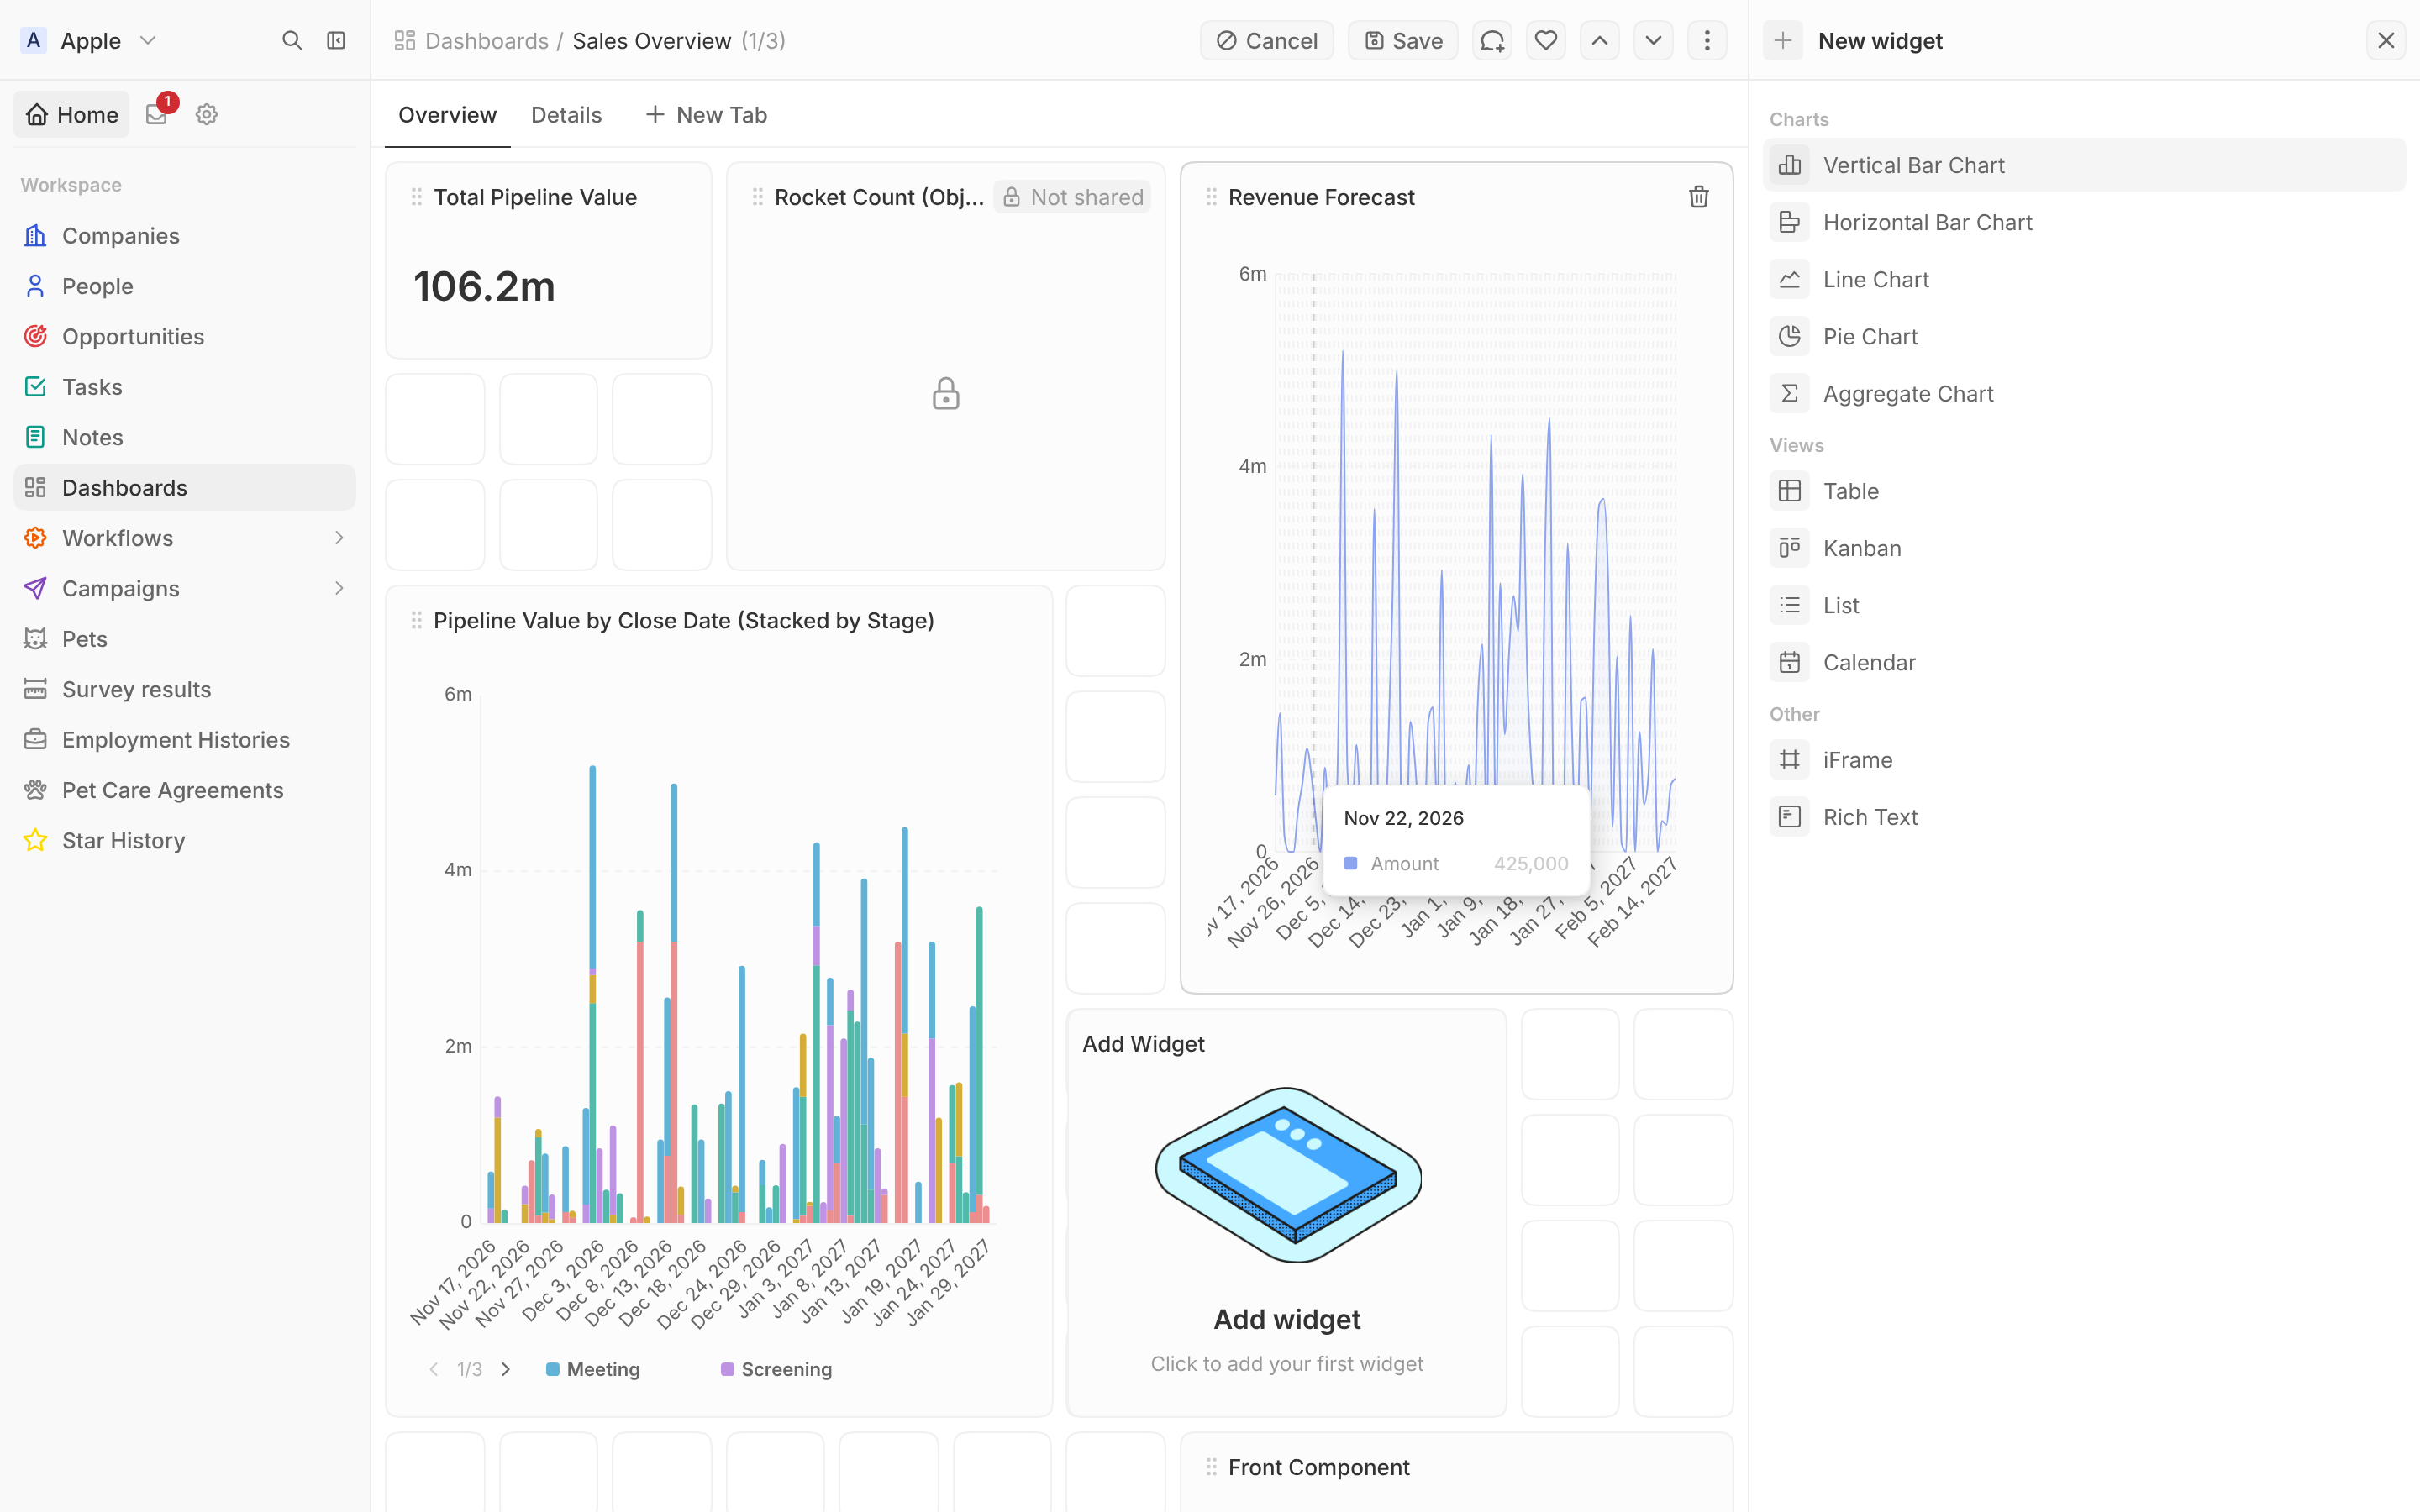 A
Apple
Dashboards / Sales Overview (1/3)
Cancel
Save
New widget
Home
1
Overview
Details
New Tab
Workspace
Companies
People
Opportunities
Tasks
Notes
Dashboards
Workflows
Campaigns
Pets
Survey results
Employment Histories
Pet Care Agreements
Star History
Total Pipeline Value
106.2m
Rocket Count (Obj...
Not shared
Revenue Forecast
6m
4m
2m
0
Nov 22, 2026
Amount 425,000
v 17, 2026
Nov 26, 2026
Dec 5,
Dec 14,
Dec 23,
Jan 1,
Jan 9,
Jan 18,
Jan 27,
Feb 5, 2027
Feb 14, 2027
Pipeline Value by Close Date (Stacked by Stage)
6m
4m
2m
0
Nov 17, 2026
Nov 22, 2026
Nov 27, 2026
Dec 3, 2026
Dec 8, 2026
Dec 13, 2026
Dec 18, 2026
Dec 24, 2026
Dec 29, 2026
Jan 3, 2027
Jan 8, 2027
Jan 13, 2027
Jan 19, 2027
Jan 24, 2027
Jan 29, 2027
1/3
Meeting
Screening
Add Widget
Add widget
Click to add your first widget
Front Component
Charts
Vertical Bar Chart
Horizontal Bar Chart
Line Chart
Pie Chart
Aggregate Chart
Views
Table
Kanban
List
Calendar
Other
iFrame
Rich Text